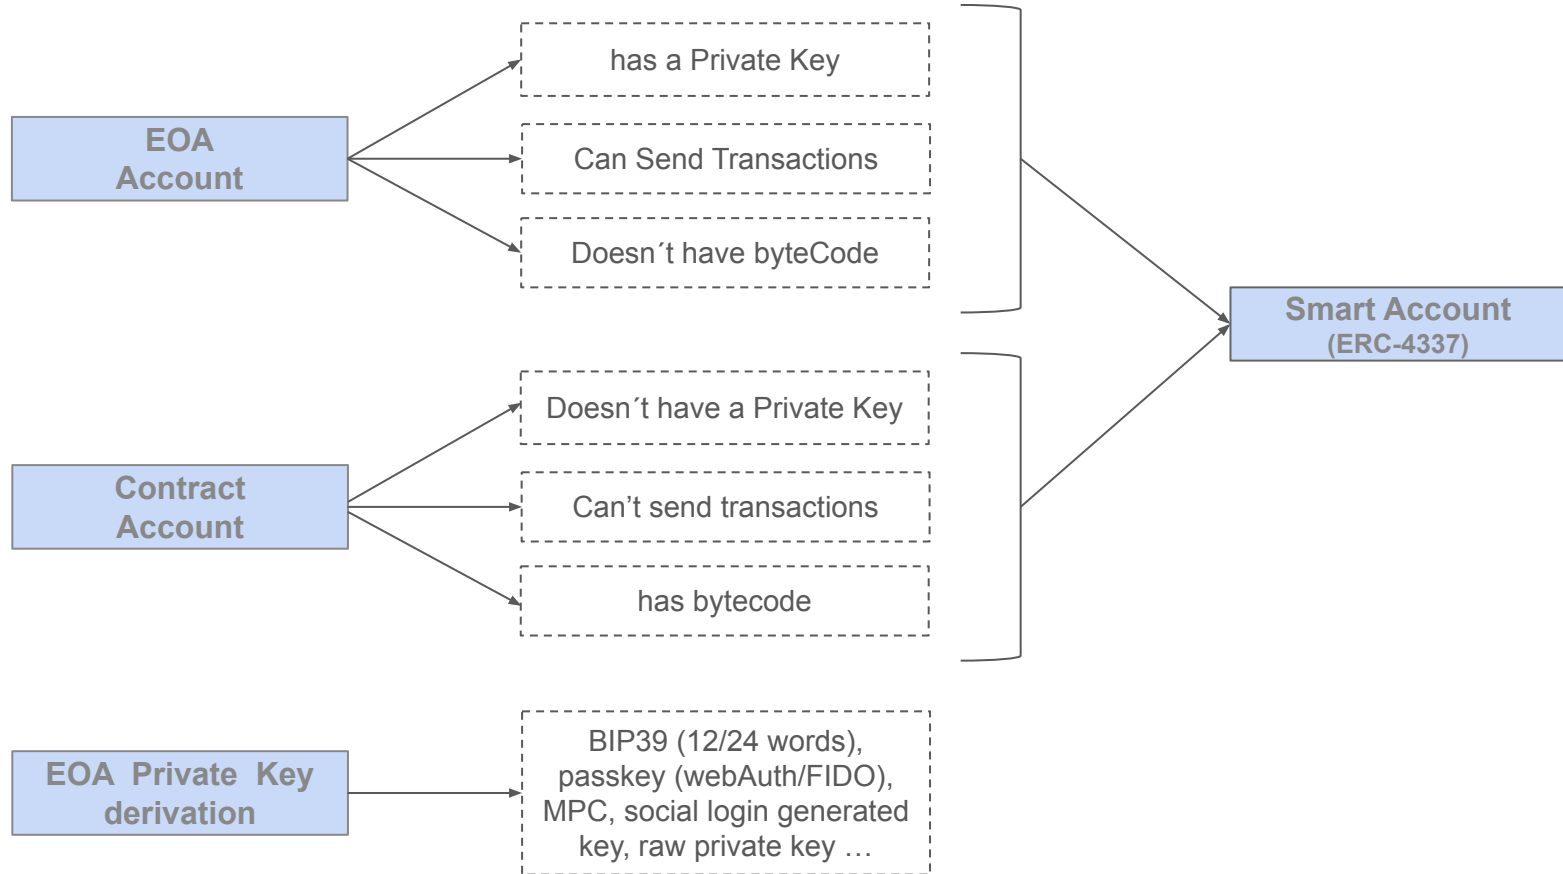 EOA
Account
has a Private Key
Can Send Transactions
Doesn´t have byteCode
Contract
Account
Doesn´t have a Private Key
Can’t send transactions
has bytecode
Smart Account
(ERC-4337)
EOA  Private  Key
derivation
BIP39 (12/24 words),
passkey (webAuth/FIDO),
MPC, social login generated
key, raw private key …